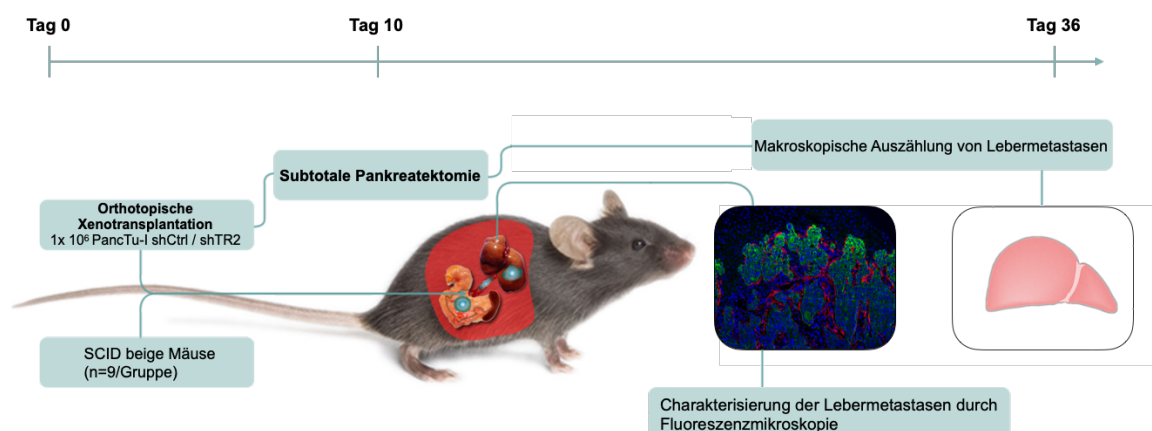 Tag 0
Tag 10
Tag 36
Makroskopische Auszählung von Lebermetastasen
Subtotale Pankreatektomie
Orthotopische
Xenotransplantation
1x 10⁶ PancTu-I shCtrl / shTR2
SCID beige Mäuse
(n=9/Gruppe)
Charakterisierung der Lebermetastasen durch
Fluoreszenzmikroskopie